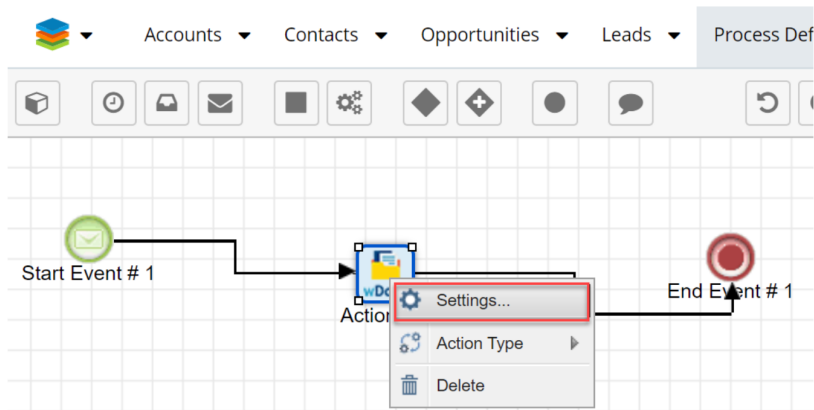 Accounts Contacts Opportunities Leads Process Def
Start Event # 1
wDo
Action
Settings...
End Event # 1
Action Type
Delete